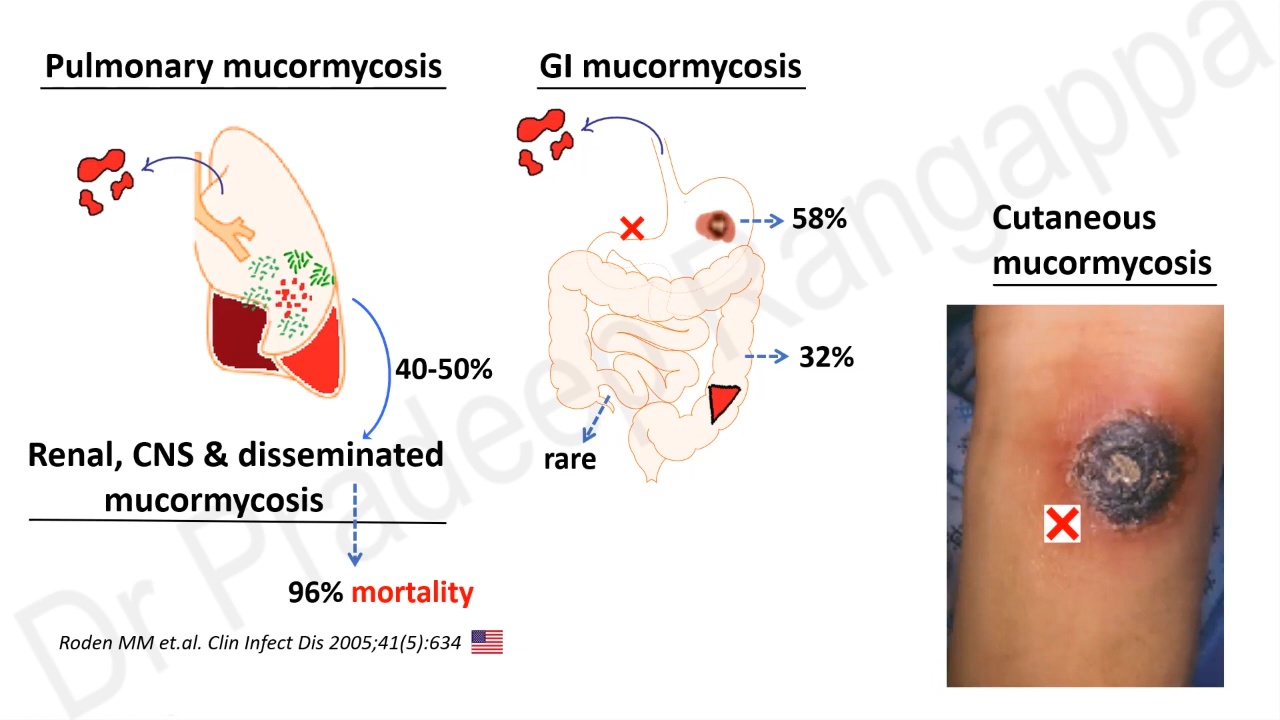 Pulmonary mucormycosis
GI mucormycosis
58%
Cutaneous
mucormycosis
32%
40-50%
rare
Renal, CNS & disseminated
mucormycosis
96% mortality
Roden MM et.al. Clin Infect Dis 2005;41(5):634
Dr Pradeep Rangappa